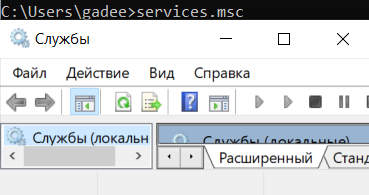 C:\Users\gadee>services.msc
Службы
Файл Действие Вид Справка
Службы (локальн
Службы (локальные)
Расширенный Станд